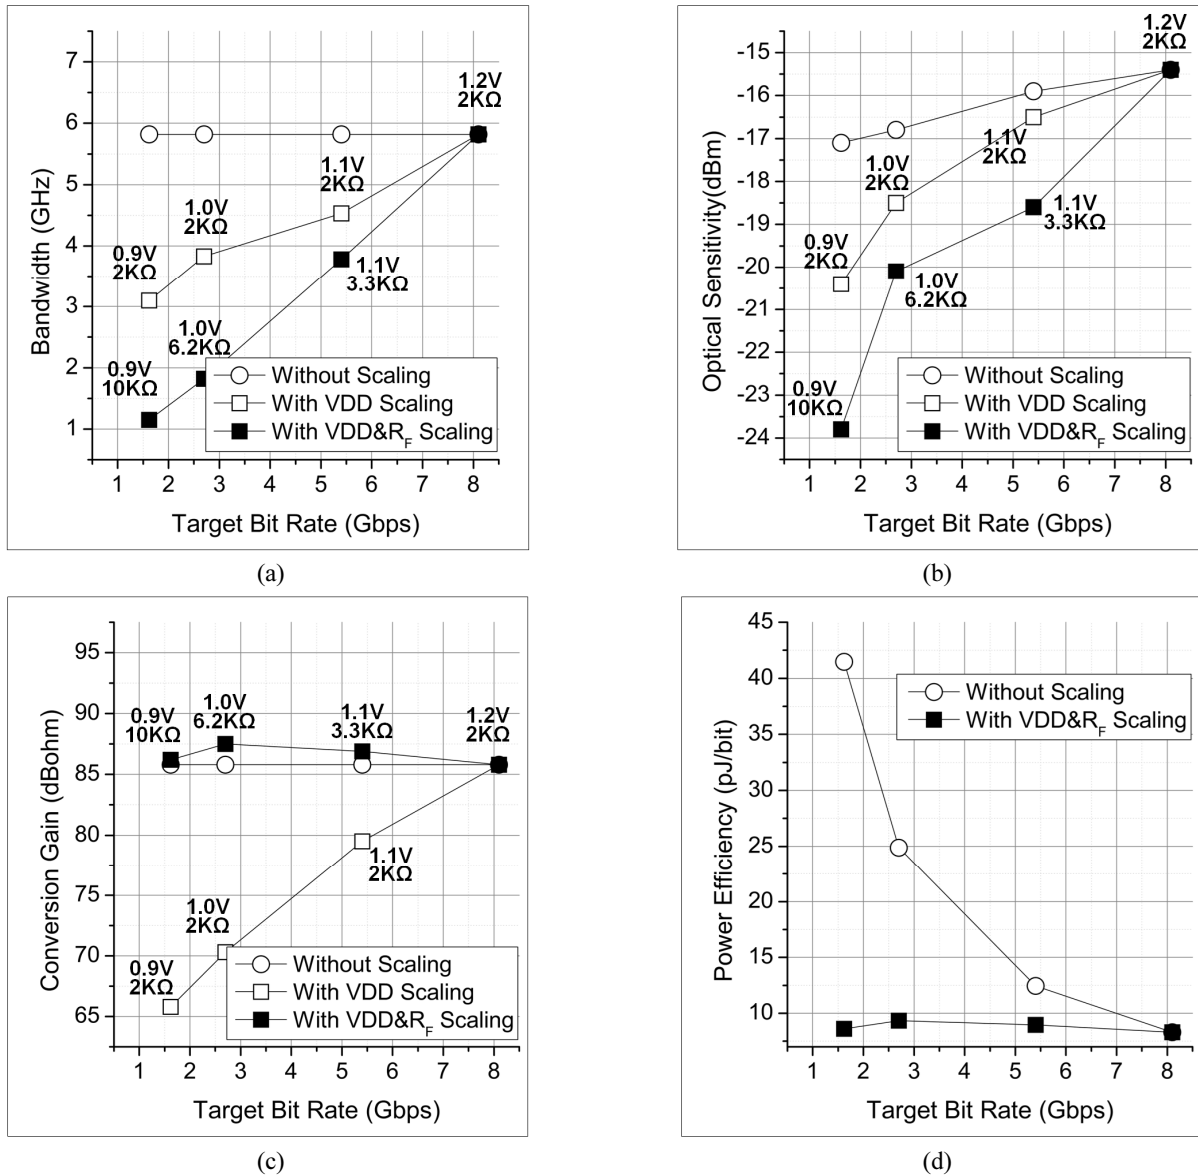 7
6
5
4
3
2
1
Bandwidth (GHz)
1.2V
2KΩ
1.1V
2KΩ
1.0V
2KΩ
0.9V
2KΩ
1.1V
3.3KΩ
1.0V
6.2KΩ
0.9V
10KΩ
Without Scaling
With VDD Scaling
With VDD&R_F Scaling
1 2 3 4 5 6 7 8
Target Bit Rate (Gbps)
(a)
-15
-16
-17
-18
-19
-20
-21
-22
-23
-24
Optical Sensitivity(dBm)
1.2V
2KΩ
1.1V
2KΩ
1.0V
2KΩ
1.1V
3.3KΩ
0.9V
2KΩ
1.0V
6.2KΩ
0.9V
10KΩ
Without Scaling
With VDD Scaling
With VDD&R_F Scaling
1 2 3 4 5 6 7 8
Target Bit Rate (Gbps)
(b)
95
90
85
80
75
70
65
Conversion Gain (dBohm)
0.9V
10KΩ
1.0V
6.2KΩ
1.1V
3.3KΩ
1.2V
2KΩ
1.1V
2KΩ
1.0V
2KΩ
0.9V
2KΩ
Without Scaling
With VDD Scaling
With VDD&R_F Scaling
1 2 3 4 5 6 7 8
Target Bit Rate (Gbps)
(c)
45
40
35
30
25
20
15
10
Power Efficiency (pJ/bit)
Without Scaling
With VDD&R_F Scaling
1 2 3 4 5 6 7 8
Target Bit Rate (Gbps)
(d)